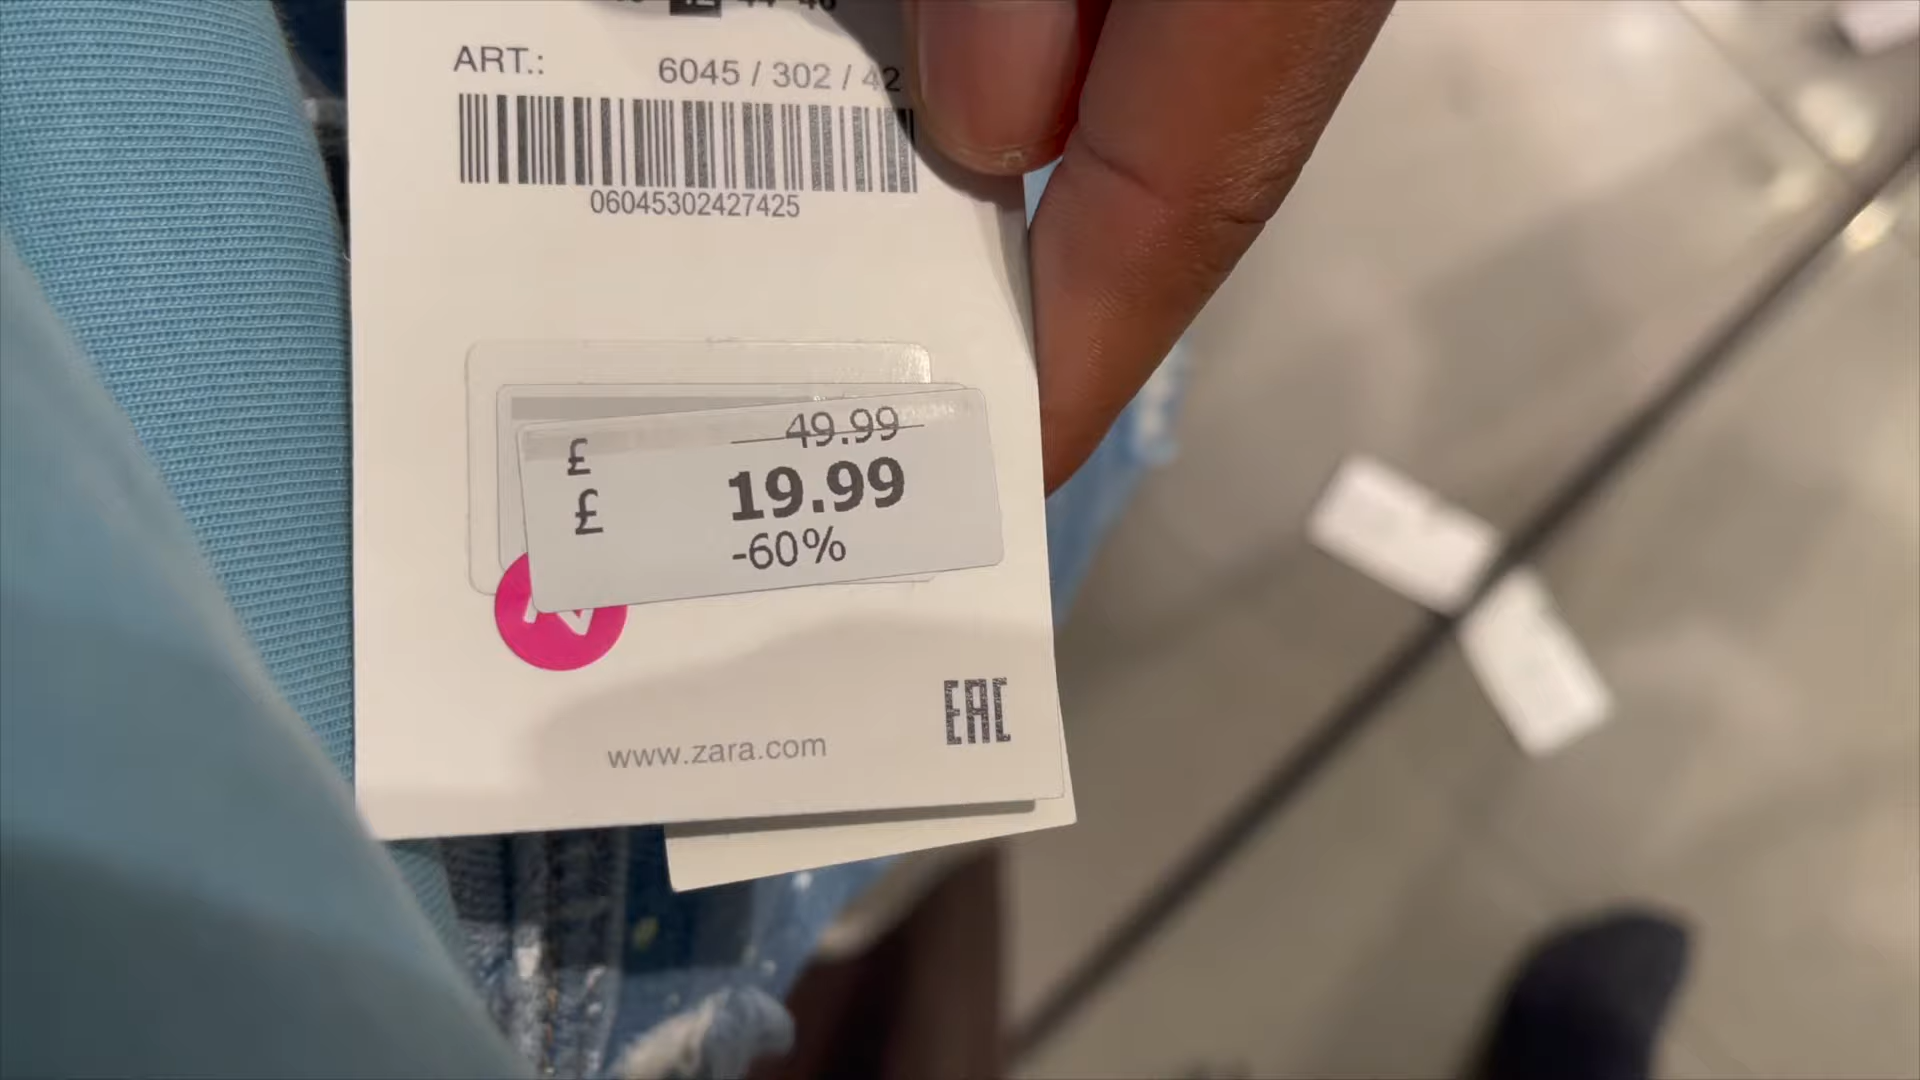 ART.: 6045 / 302 / 42
06045302427425
£ 49.99
£ 19.99
-60%
www.zara.com
EAC